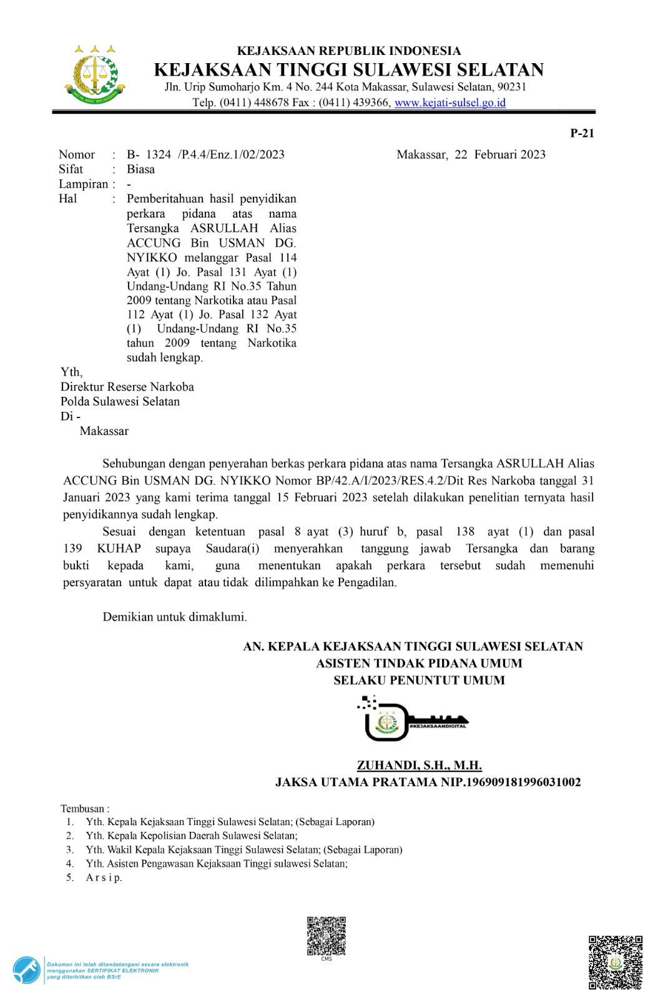 KEJAKSAAN REPUBLIK INDONESIA
KEJAKSAAN TINGGI SULAWESI SELATAN
Jln. Urip Sumoharjo Km. 4 No. 244 Kota Makassar, Sulawesi Selatan, 90231
Telp. (0411) 448678 Fax : (0411) 439366, www.kejati-sulsel.go.id
SATYA ADHI WICAKSANA
P-21
Nomor : B- 1324 /P.4.4/Enz.1/02/2023 Makassar, 22 Februari 2023
Sifat : Biasa
Lampiran : -
Hal : Pemberitahuan hasil penyidikan
perkara pidana atas nama
Tersangka ASRULLAH Alias
ACCUNG Bin USMAN DG.
NYIKKO melanggar Pasal 114
Ayat (1) Jo. Pasal 131 Ayat (1)
Undang-Undang RI No.35 Tahun
2009 tentang Narkotika atau Pasal
112 Ayat (1) Jo. Pasal 132 Ayat
(1) Undang-Undang RI No.35
tahun 2009 tentang Narkotika
sudah lengkap.
Yth,
Direktur Reserse Narkoba
Polda Sulawesi Selatan
Di -
Makassar
Sehubungan dengan penyerahan berkas perkara pidana atas nama Tersangka ASRULLAH Alias
ACCUNG Bin USMAN DG. NYIKKO Nomor BP/42.A/I/2023/RES.4.2/Dit Res Narkoba tanggal 31
Januari 2023 yang kami terima tanggal 15 Februari 2023 setelah dilakukan penelitian ternyata hasil
penyidikannya sudah lengkap.
Sesuai dengan ketentuan pasal 8 ayat (3) huruf b, pasal 138 ayat (1) dan pasal
139 KUHAP supaya Saudara(i) menyerahkan tanggung jawab Tersangka dan barang
bukti kepada kami, guna menentukan apakah perkara tersebut sudah memenuhi
persyaratan untuk dapat atau tidak dilimpahkan ke Pengadilan.
Demikian untuk dimaklumi.
AN. KEPALA KEJAKSAAN TINGGI SULAWESI SELATAN
ASISTEN TINDAK PIDANA UMUM
SELAKU PENUNTUT UMUM
#KEJAKSAANDIGITAL
ZUHANDI, S.H., M.H.
JAKSA UTAMA PRATAMA NIP.196909181996031002
Tembusan :
1. Yth. Kepala Kejaksaan Tinggi Sulawesi Selatan; (Sebagai Laporan)
2. Yth. Kepala Kepolisian Daerah Sulawesi Selatan;
3. Yth. Wakil Kepala Kejaksaan Tinggi Sulawesi Selatan; (Sebagai Laporan)
4. Yth. Asisten Pengawasan Kejaksaan Tinggi sulawesi Selatan;
5. A r s i p.
CMS
Dokumen ini telah ditandatangani secara elektronik
menggunakan SERTIFIKAT ELEKTRONIK
yang diterbitkan oleh BSrE